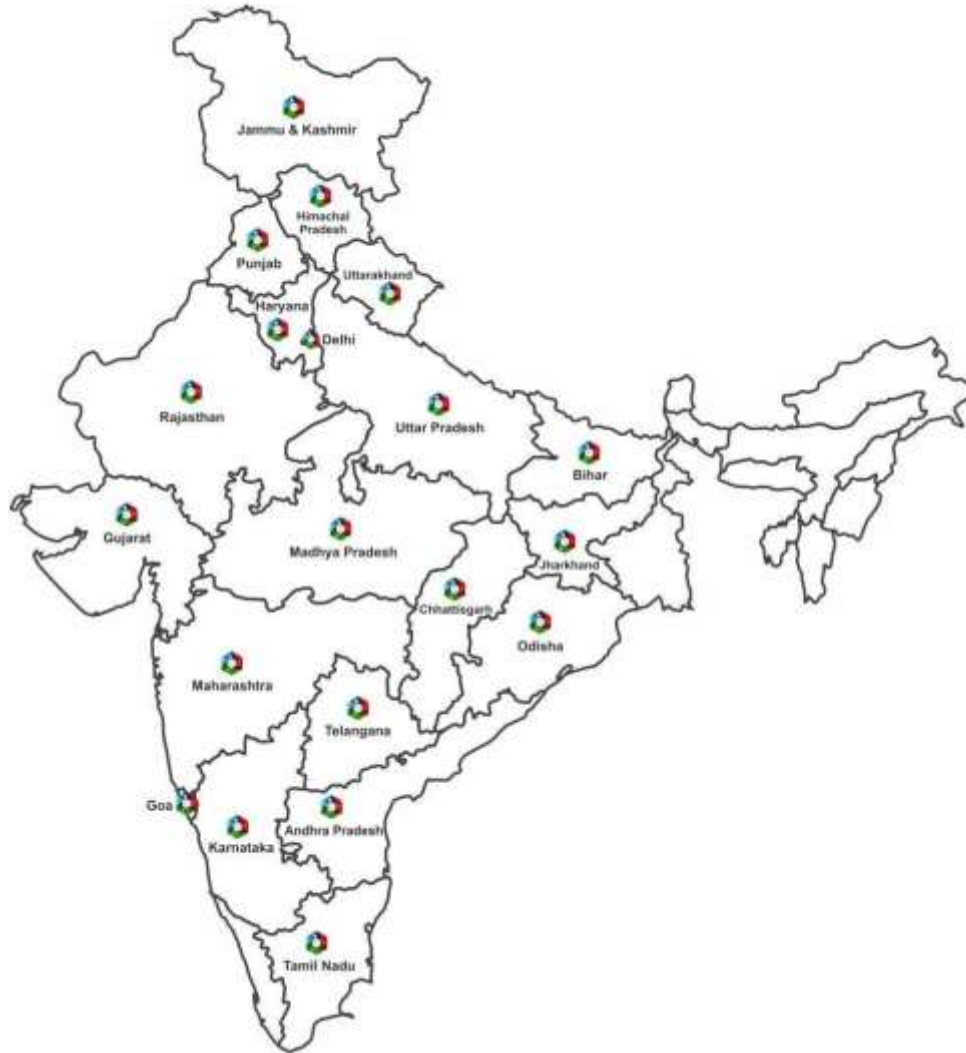 Jammu & Kashmir
Himachal
Pradesh
Punjab
Uttarakhand
Haryana
Delhi
Rajasthan
Uttar Pradesh
Bihar
Gujarat
Madhya Pradesh
Jharkhand
Chhattisgarh
Odisha
Maharashtra
Telangana
Goa
Andhra Pradesh
Karnataka
Tamil Nadu